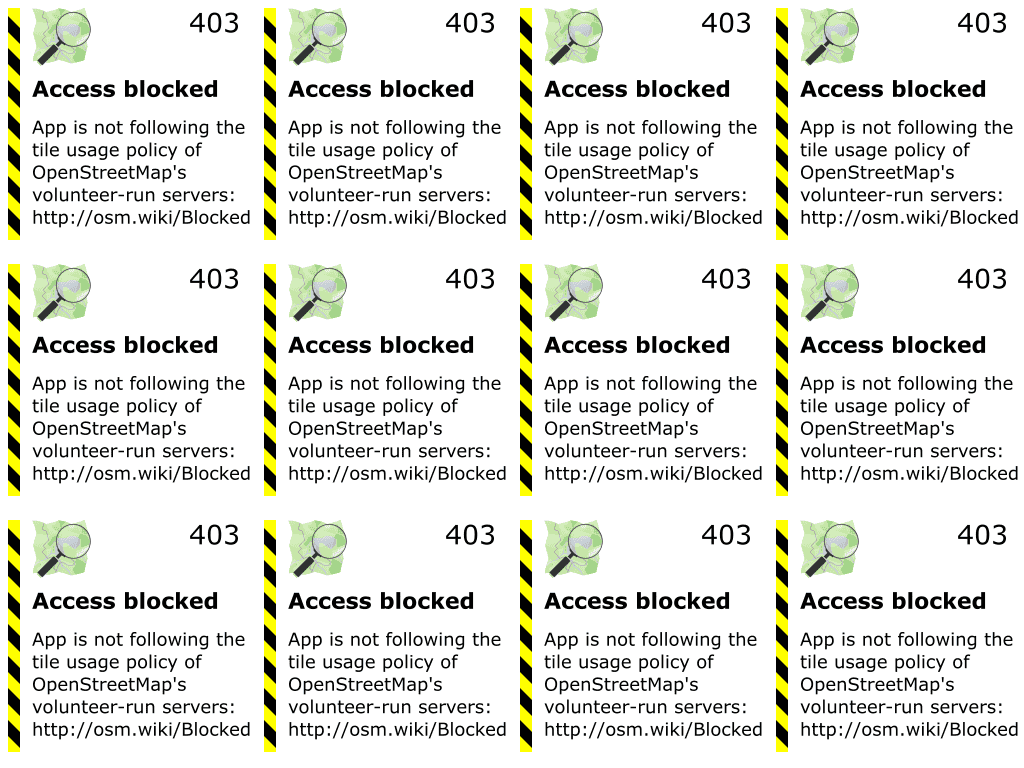 403
Access blocked
App is not following the
tile usage policy of
OpenStreetMap's
volunteer-run servers:
http://osm.wiki/Blocked
403
Access blocked
App is not following the
tile usage policy of
OpenStreetMap's
volunteer-run servers:
http://osm.wiki/Blocked
403
Access blocked
App is not following the
tile usage policy of
OpenStreetMap's
volunteer-run servers:
http://osm.wiki/Blocked
403
Access blocked
App is not following the
tile usage policy of
OpenStreetMap's
volunteer-run servers:
http://osm.wiki/Blocked
403
Access blocked
App is not following the
tile usage policy of
OpenStreetMap's
volunteer-run servers:
http://osm.wiki/Blocked
403
Access blocked
App is not following the
tile usage policy of
OpenStreetMap's
volunteer-run servers:
http://osm.wiki/Blocked
403
Access blocked
App is not following the
tile usage policy of
OpenStreetMap's
volunteer-run servers:
http://osm.wiki/Blocked
403
Access blocked
App is not following the
tile usage policy of
OpenStreetMap's
volunteer-run servers:
http://osm.wiki/Blocked
403
Access blocked
App is not following the
tile usage policy of
OpenStreetMap's
volunteer-run servers:
http://osm.wiki/Blocked
403
Access blocked
App is not following the
tile usage policy of
OpenStreetMap's
volunteer-run servers:
http://osm.wiki/Blocked
403
Access blocked
App is not following the
tile usage policy of
OpenStreetMap's
volunteer-run servers:
http://osm.wiki/Blocked
403
Access blocked
App is not following the
tile usage policy of
OpenStreetMap's
volunteer-run servers:
http://osm.wiki/Blocked